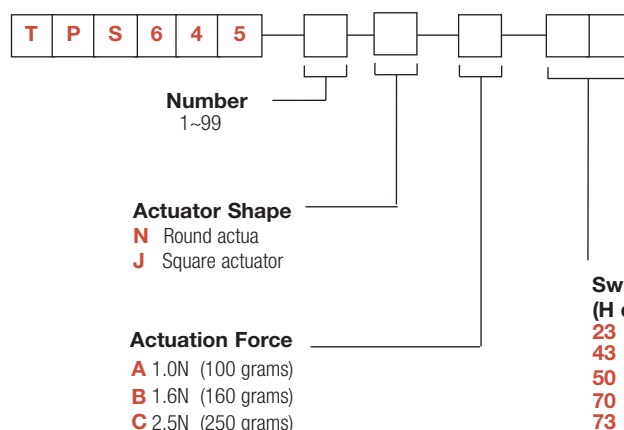 T P S 6 4 5
Number
1~99
Actuator Shape
N Round actua
J Square actuator
Actuation Force
A 1.0N (100 grams)
B 1.6N (160 grams)
C 2.5N (250 grams)
Sw
(H
23
43
50
70
73